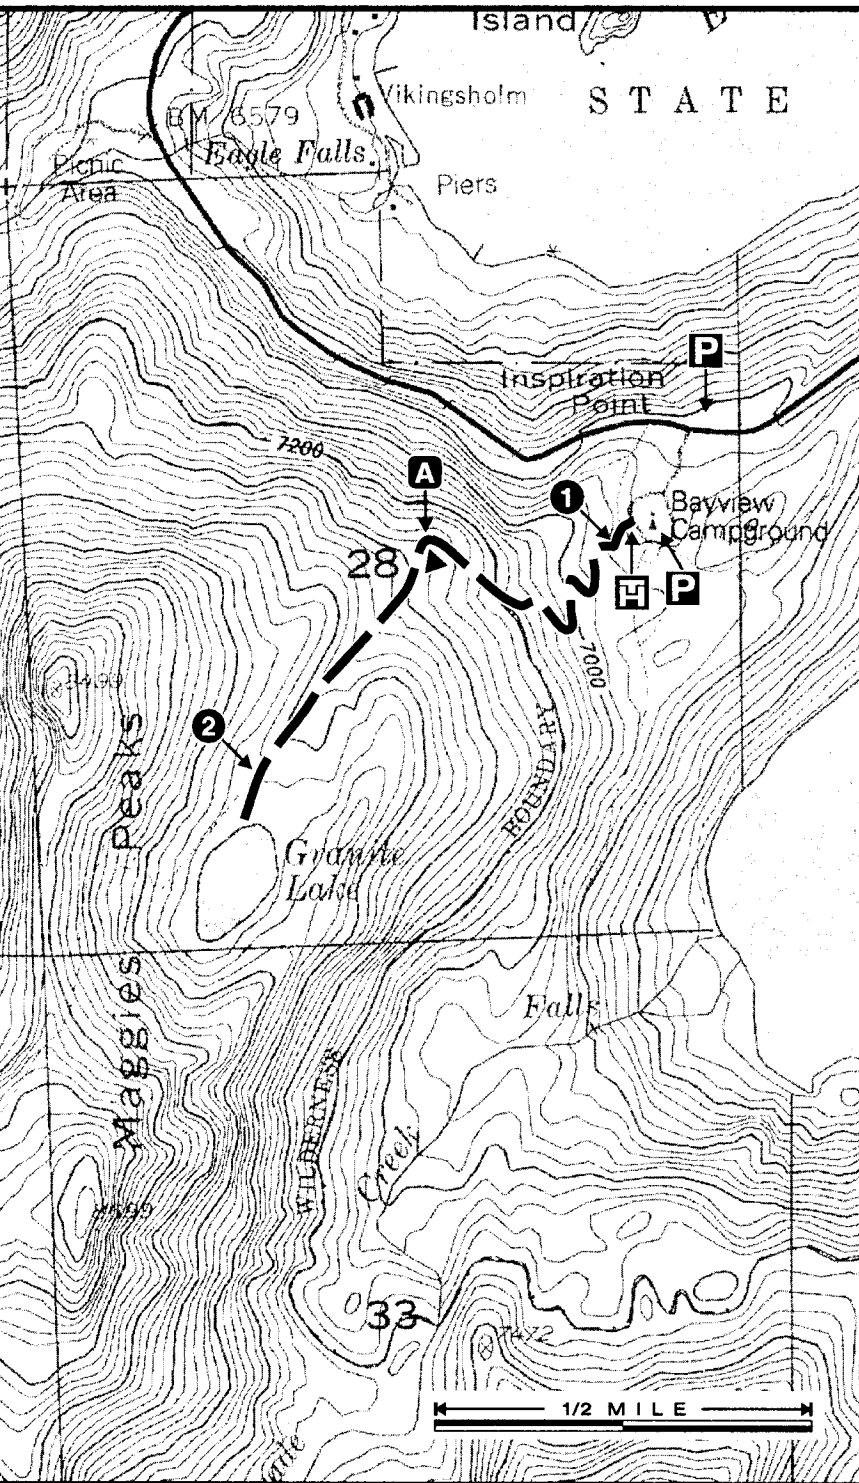 Island
E
Vikingsholm
STATE
BM 6579
Eagle Falls
Picnic
Area
Piers
P
Inspiration
Point
7200
A
1
Bayview
Campground
28
H
P
7000
2
Peaks
BOUNDARY
Granite
Lake
Maggies
Falls
WILDERNESS
Creek
33
7472
1/2 MILE